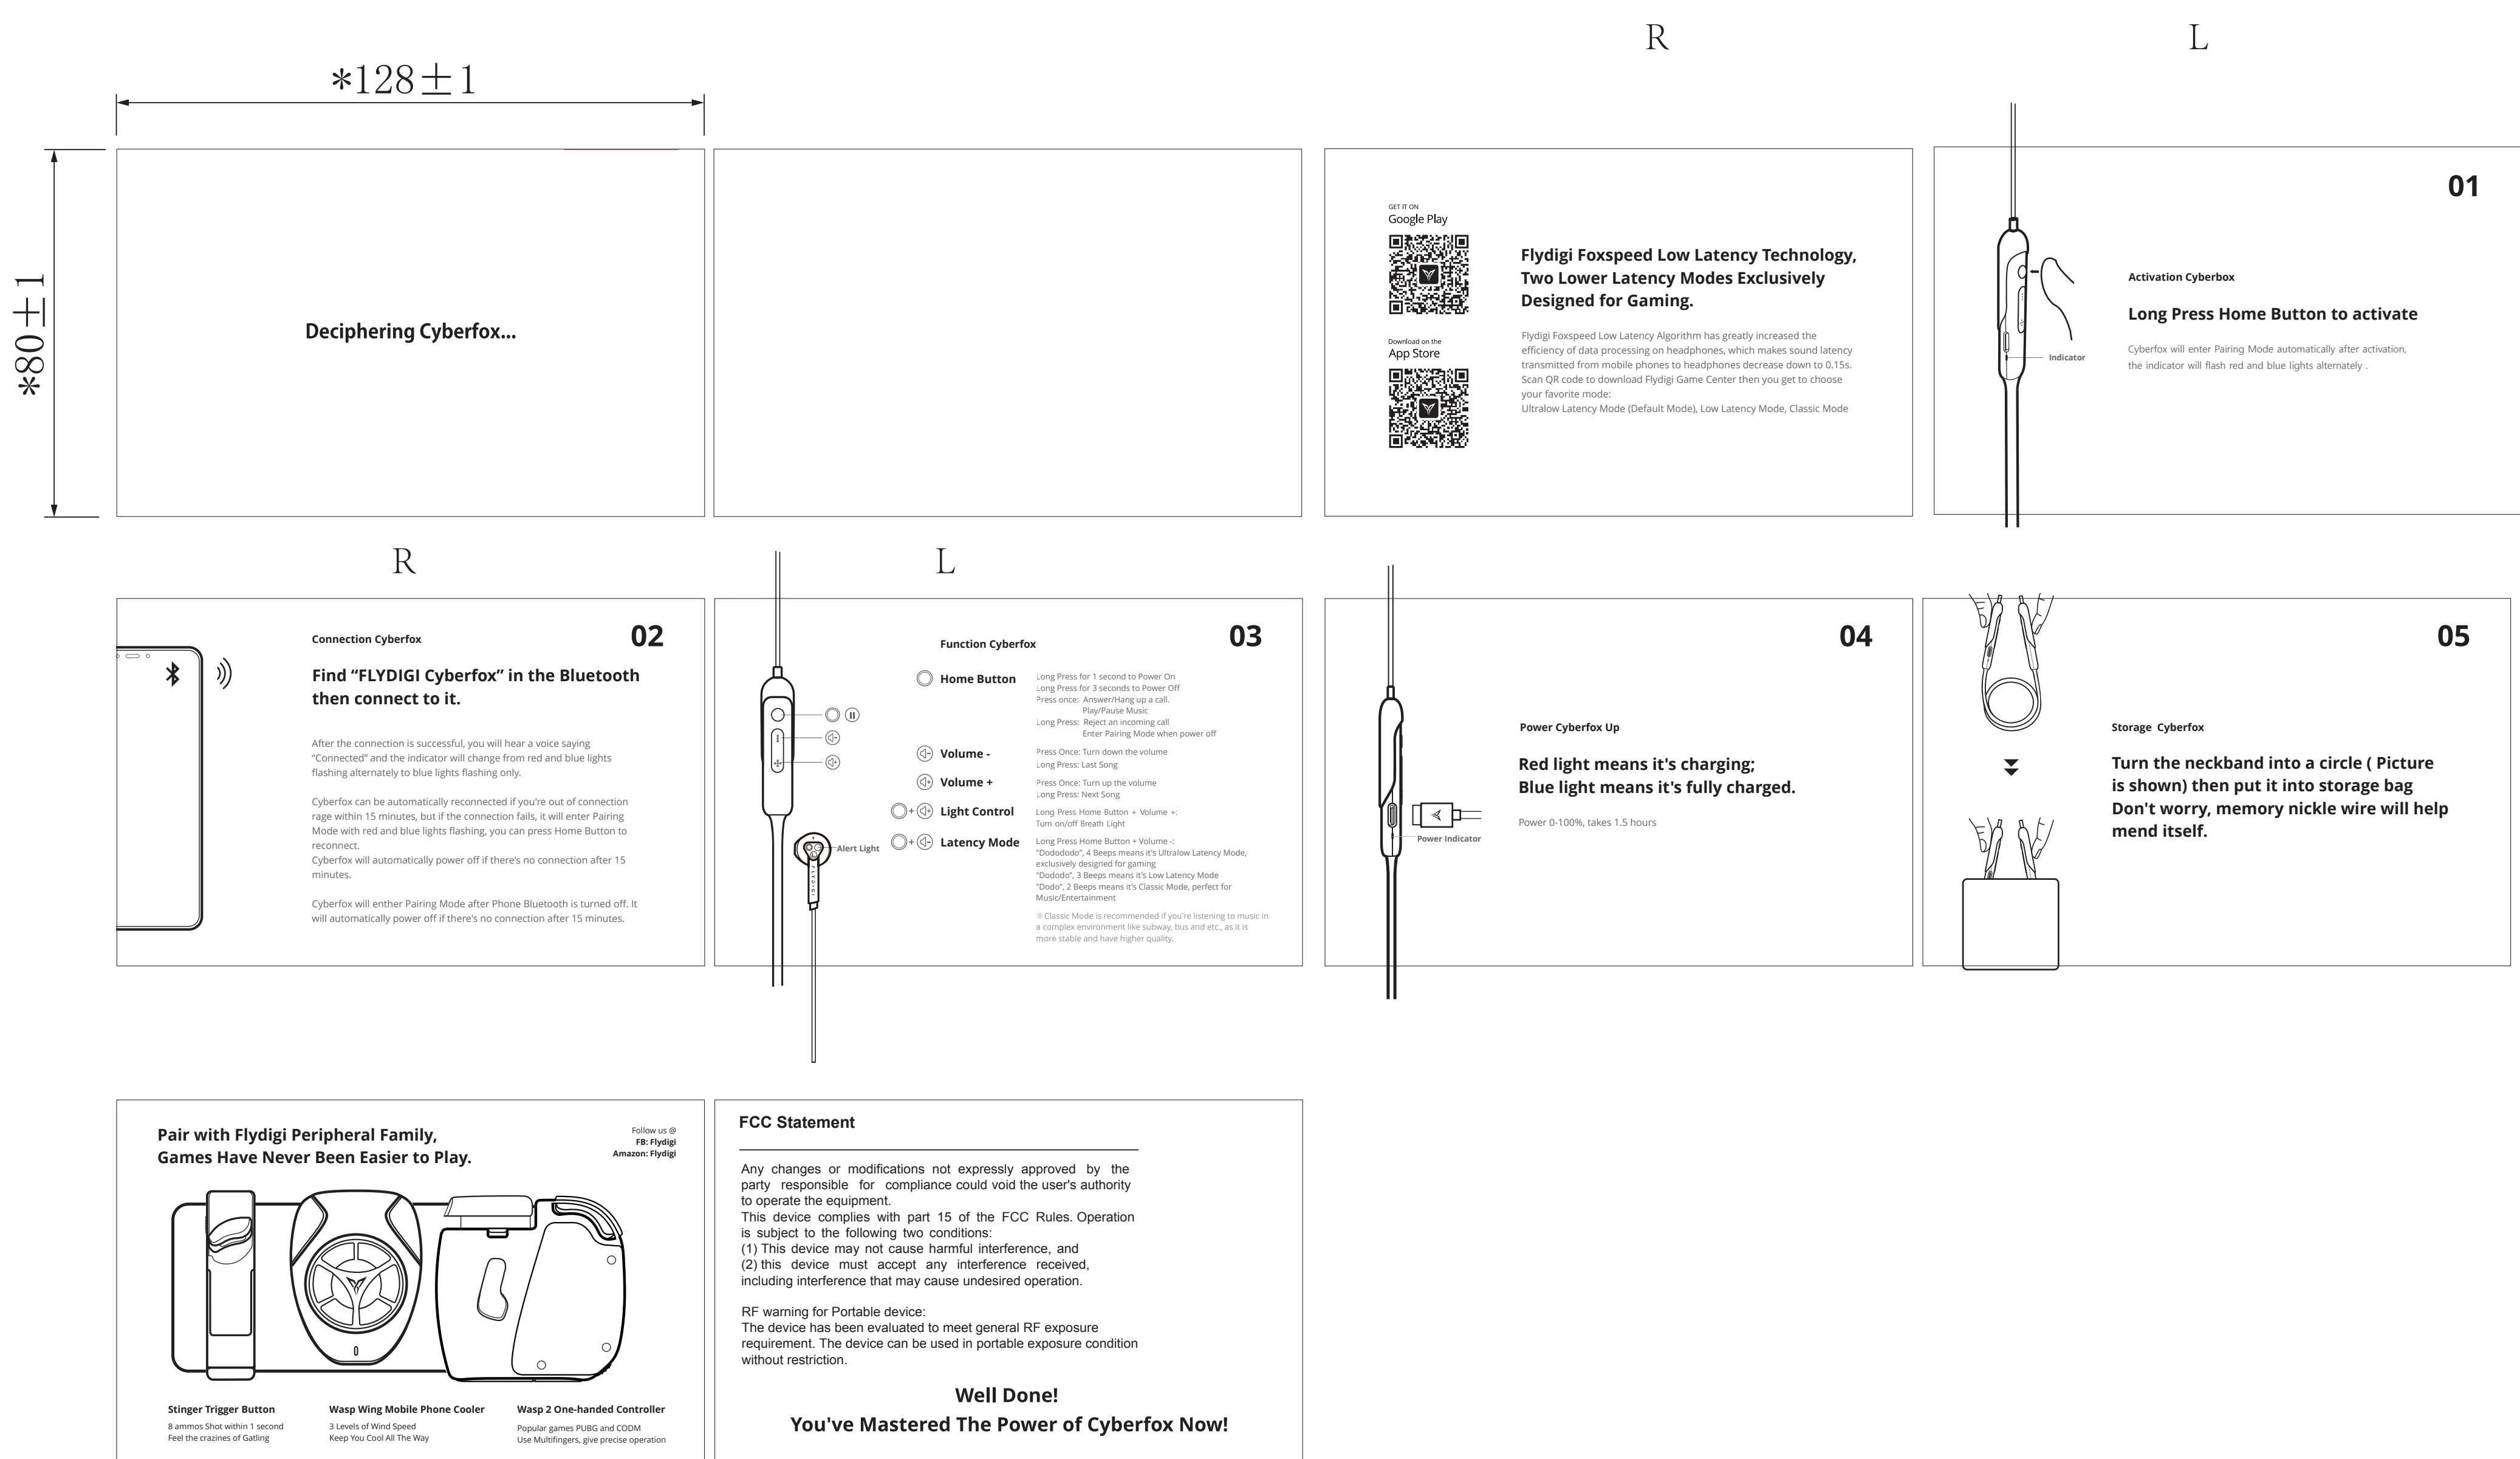 R
L
*128±1
*80±1
Deciphering Cyberfox...
GET IT ON
Google Play
Download on the
App Store
Flydigi Foxspeed Low Latency Technology,
Two Lower Latency Modes Exclusively
Designed for Gaming.
Flydigi Foxspeed Low Latency Algorithm has greatly increased the
efficiency of data processing on headphones, which makes sound latency
transmitted from mobile phones to headphones decrease down to 0.15s.
Scan QR code to download Flydigi Game Center then you get to choose
your favorite mode:
Ultralow Latency Mode (Default Mode), Low Latency Mode, Classic Mode
01
Activation Cyberbox
Long Press Home Button to activate
Cyberfox will enter Pairing Mode automatically after activation,
the indicator will flash red and blue lights alternately .
Indicator
R
L
02
Connection Cyberfox
Find “FLYDIGI Cyberfox” in the Bluetooth
then connect to it.
After the connection is successful, you will hear a voice saying
“Connected” and the indicator will change from red and blue lights
flashing alternately to blue lights flashing only.
Cyberfox can be automatically reconnected if you're out of connection
rage within 15 minutes, but if the connection fails, it will enter Pairing
Mode with red and blue lights flashing, you can press Home Button to
reconnect.
Cyberfox will automatically power off if there's no connection after 15
minutes.
Cyberfox will enther Pairing Mode after Phone Bluetooth is turned off. It
will automatically power off if there's no connection after 15 minutes.
03
Function Cyberfox
Home Button
Long Press for 1 second to Power On
Long Press for 3 seconds to Power Off
Press once: Answer/Hang up a call.
Play/Pause Music
Long Press: Reject an incoming call
Enter Pairing Mode when power off
Volume -
Press Once: Turn down the volume
Long Press: Last Song
Volume +
Press Once: Turn up the volume
Long Press: Next Song
+ Light Control
Long Press Home Button + Volume +:
Turn on/off Breath Light
+ Latency Mode
Long Press Home Button + Volume -:
“Dodododo”, 4 Beeps means it's Ultralow Latency Mode,
exclusively designed for gaming
“Dododo”, 3 Beeps means it's Low Latency Mode
“Dodo”, 2 Beeps means it's Classic Mode, perfect for
Music/Entertainment
※Classic Mode is recommended if you're listening to music in
a complex environment like subway, bus and etc., as it is
more stable and have higher quality.
Alert Light
FLYDIGI
04
Power Cyberfox Up
Red light means it's charging;
Blue light means it's fully charged.
Power 0-100%, takes 1.5 hours
Power Indicator
05
Storage Cyberfox
Turn the neckband into a circle ( Picture
is shown) then put it into storage bag
Don't worry, memory nickle wire will help
mend itself.
Pair with Flydigi Peripheral Family,
Games Have Never Been Easier to Play.
Follow us @
FB: Flydigi
Amazon: Flydigi
Stinger Trigger Button
8 ammos Shot within 1 second
Feel the crazines of Gatling
Wasp Wing Mobile Phone Cooler
3 Levels of Wind Speed
Keep You Cool All The Way
Wasp 2 One-handed Controller
Popular games PUBG and CODM
Use Multifingers, give precise operation
FCC Statement
Any changes or modifications not expressly approved by the
party responsible for compliance could void the user's authority
to operate the equipment.
This device complies with part 15 of the FCC Rules. Operation
is subject to the following two conditions:
(1) This device may not cause harmful interference, and
(2) this device must accept any interference received,
including interference that may cause undesired operation.
RF warning for Portable device:
The device has been evaluated to meet general RF exposure
requirement. The device can be used in portable exposure condition
without restriction.
Well Done!
You've Mastered The Power of Cyberfox Now!